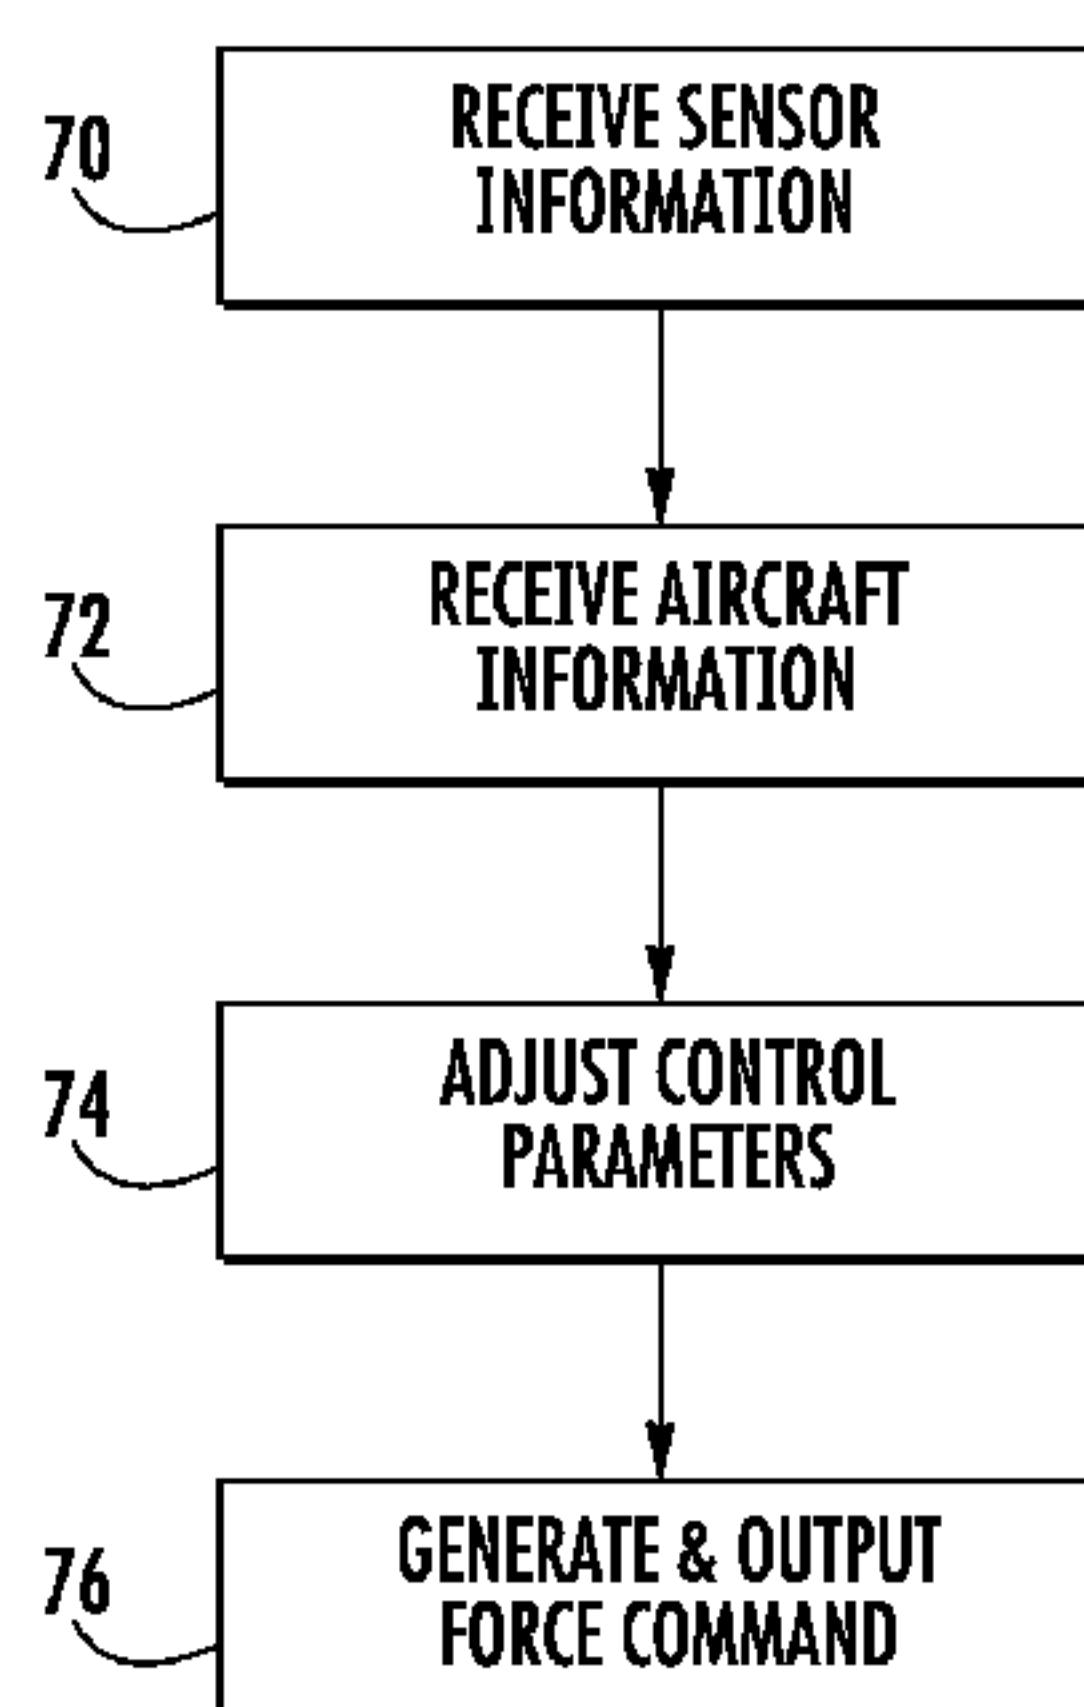 70
RECEIVE SENSOR
INFORMATION
72
RECEIVE AIRCRAFT
INFORMATION
74
ADJUST CONTROL
PARAMETERS
76
GENERATE & OUTPUT
FORCE COMMAND